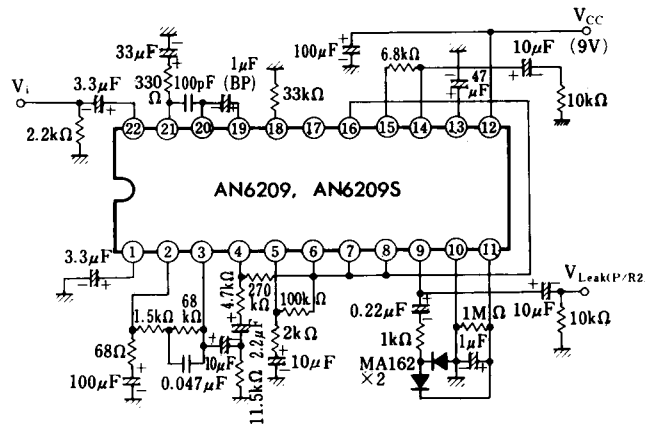 VCC
(9V)
33μF
100μF
6.8kΩ
10μF
Vi
3.3μF
330
Ω
100pF
1μF
(BP)
33kΩ
47
μF
10kΩ
2.2kΩ
22 21 20 19 18 17 16 15 14 13 12
AN6209, AN6209S
1 2 3 4 5 6 7 8 9 10 11
3.3μF
1.5kΩ
68
kΩ
4.7kΩ
270
kΩ
100kΩ
VLeak(P/R2
0.22μF
1MΩ
10μF
10kΩ
68Ω
2.2μF
2kΩ
1kΩ
1μF
100μF
0.047μF
10μF
11.5kΩ
10μF
MA162
×2